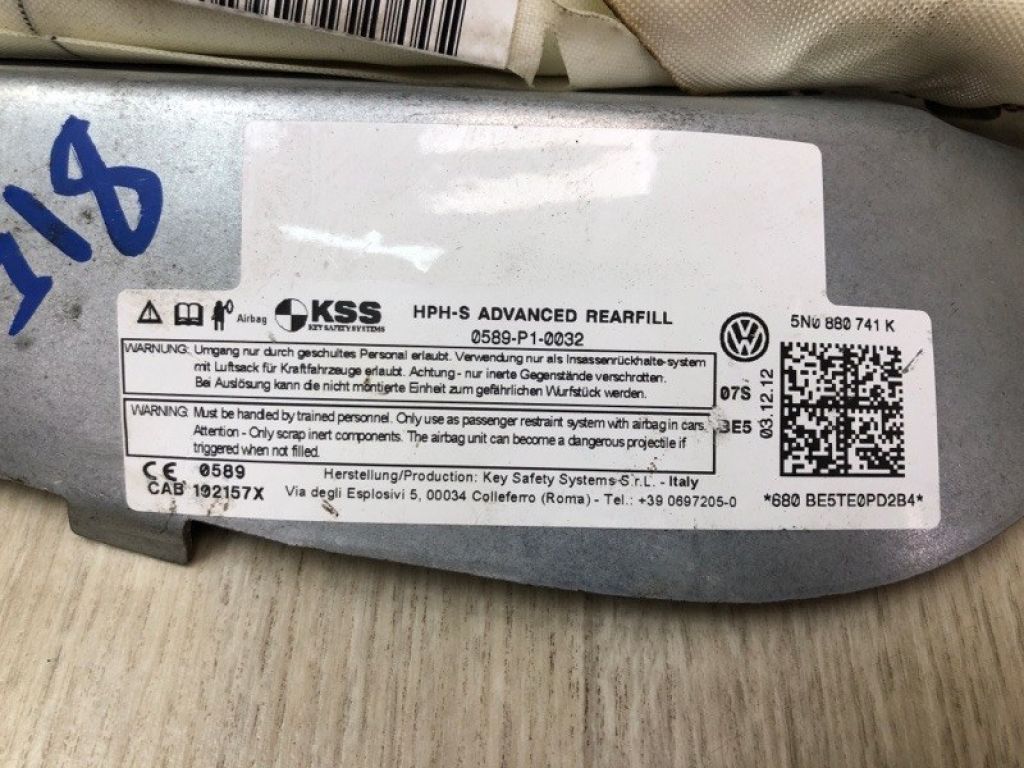 118
Airbag
KSS
KEY SAFETY SYSTEMS
HPH-S ADVANCED REARFILL
0589-P1-0032
WARNUNG: Umgang nur durch geschultes Personal erlaubt. Verwendung nur als Insassenrückhalte-system
mit Luftsack für Kraftfahrzeuge erlaubt. Achtung - nur inerte Gegenstände verschrotten.
Bei Auslösung kann die nicht montierte Einheit zum gefährlichen Wurfstück werden.
WARNING: Must be handled by trained personnel. Only use as passenger restraint system with airbag in cars.
Attention - Only scrap inert components. The airbag unit can become a dangerous projectile if
triggered when not filled.
CE 0589
CAB 102157X
Herstellung/Production: Key Safety Systems S.r.L. - Italy
Via degli Esplosivi 5, 00034 Colleferro (Roma) - Tel.: +39 0697205-0
VW
5N0 880 741 K
07S
BE5
03.12.12
*680 BE5TE0PD2B4*